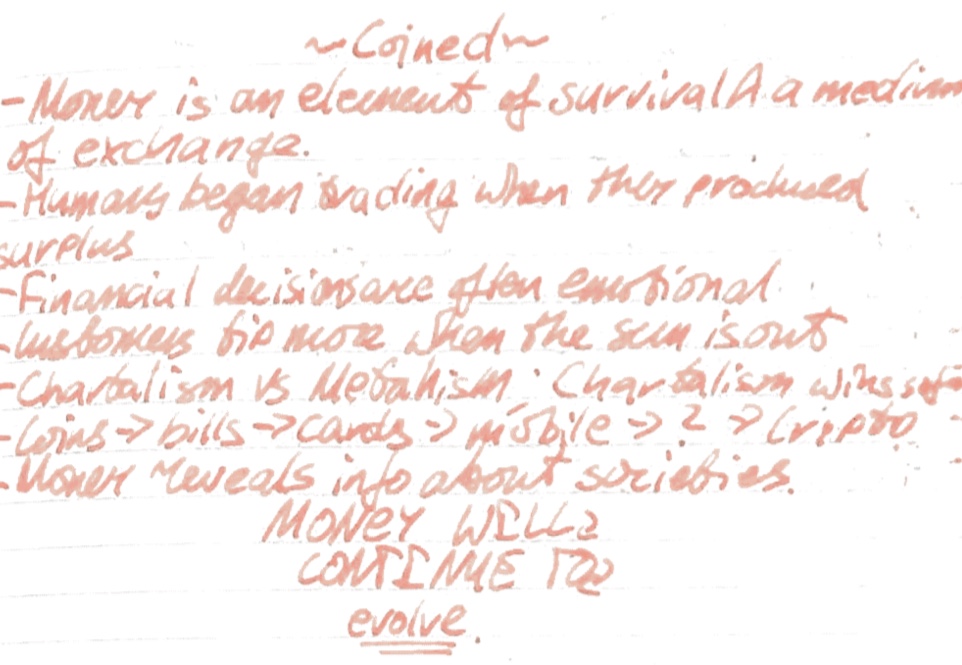 ~Coined~
-Money is an element of survival Λ a medium
of exchange.
-Humans began trading when they produced
surplus
-Financial decisions are often emotional
-Customers tip more when the sun is out
-Chartalism vs Metalism. Chartalism wins
-Coins->bills->cards->mobile->?->Cripto
-Money reveals info about societies.
MONEY WILL
CONTINUE TO
evolve.